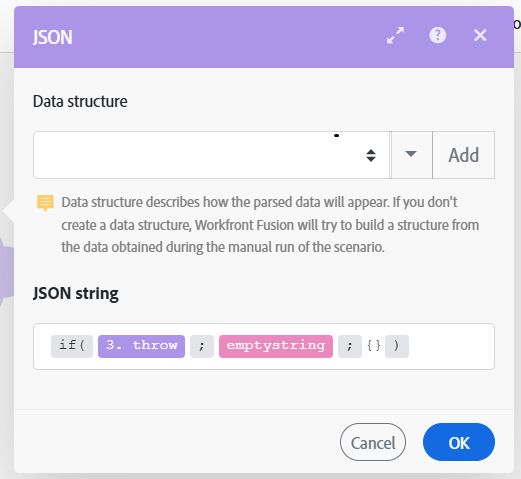 JSON
Data structure
Add
Data structure describes how the parsed data will appear. If you don't
create a data structure, Workfront Fusion will try to build a structure from
the data obtained during the manual run of the scenario.
JSON string
if( 3. throw ; emptystring ; {} )
Cancel OK